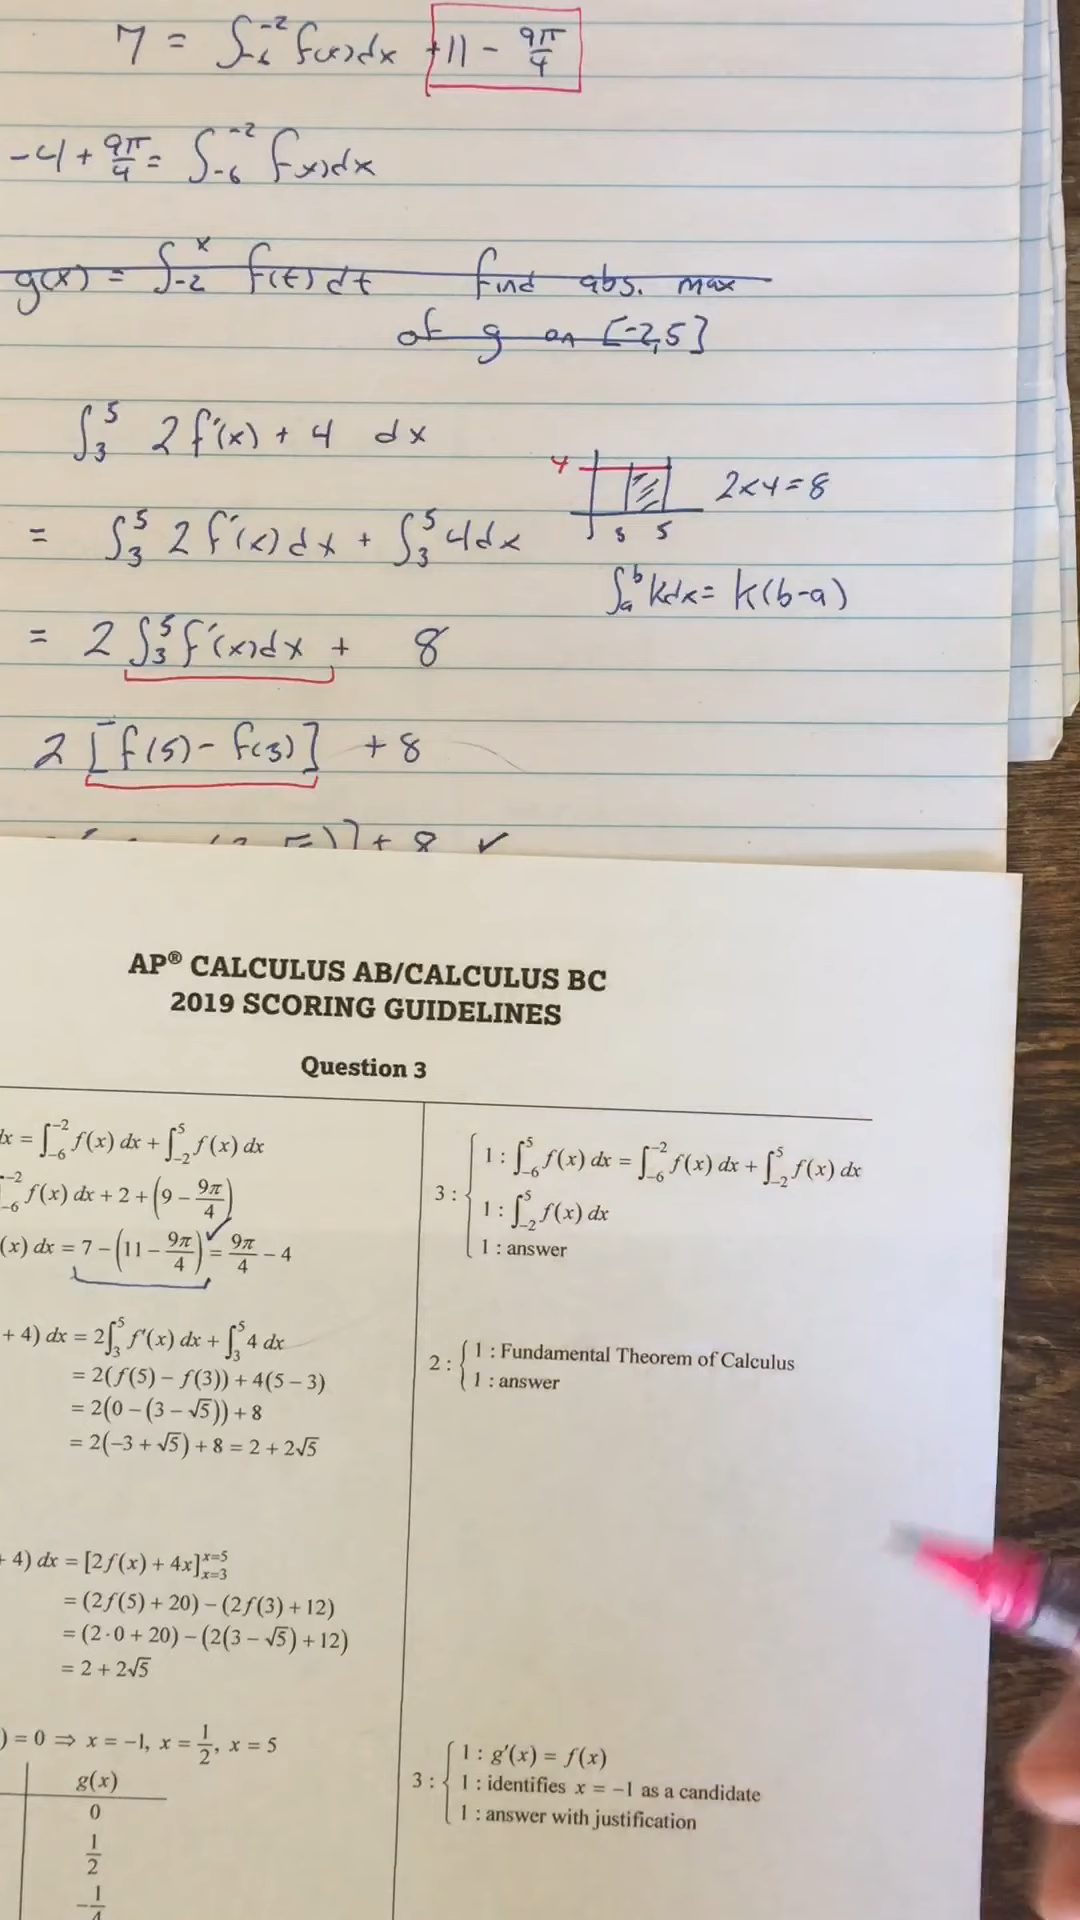 7 = ∫₋₆⁻² f(x)dx +11 - 9π/4
-4 + 9π/4 = ∫₋₆⁻² f(x)dx
g(x) = ∫₋₂ˣ f(t) dt find abs. max
of g on [-2,5]
∫₃⁵ 2f'(x) + 4 dx
= ∫₃⁵ 2f'(x)dx + ∫₃⁵ 4dx
4
3 5
2×4=8
∫ₐᵇ kdx = k(b-a)
= 2 ∫₃⁵ f'(x)dx + 8
2 [f(5) - f(3)] + 8
)] + 8 ✓
AP® CALCULUS AB/CALCULUS BC
2019 SCORING GUIDELINES
Question 3
dx = ∫₋₆⁻² f(x) dx + ∫₋₂⁵ f(x) dx
∫₋₆⁻² f(x) dx + 2 + (9 − 9π/4)
(x) dx = 7 − (11 − 9π/4) = 9π/4 − 4
3 : { 1 : ∫₋₆⁵ f(x) dx = ∫₋₆⁻² f(x) dx + ∫₋₂⁵ f(x) dx
1 : ∫₋₂⁵ f(x) dx
1 : answer
+ 4) dx = 2∫₃⁵ f′(x) dx + ∫₃⁵ 4 dx
= 2(f(5) − f(3)) + 4(5 − 3)
= 2(0 − (3 − √5)) + 8
= 2(−3 + √5) + 8 = 2 + 2√5
2 : { 1 : Fundamental Theorem of Calculus
1 : answer
+ 4) dx = [2f(x) + 4x]ₓ₌₃ˣ⁼⁵
= (2f(5) + 20) − (2f(3) + 12)
= (2·0 + 20) − (2(3 − √5) + 12)
= 2 + 2√5
) = 0 ⇒ x = −1, x = 1/2, x = 5
g(x)
0
1/2
−1/4
3 : { 1 : g′(x) = f(x)
1 : identifies x = −1 as a candidate
1 : answer with justification